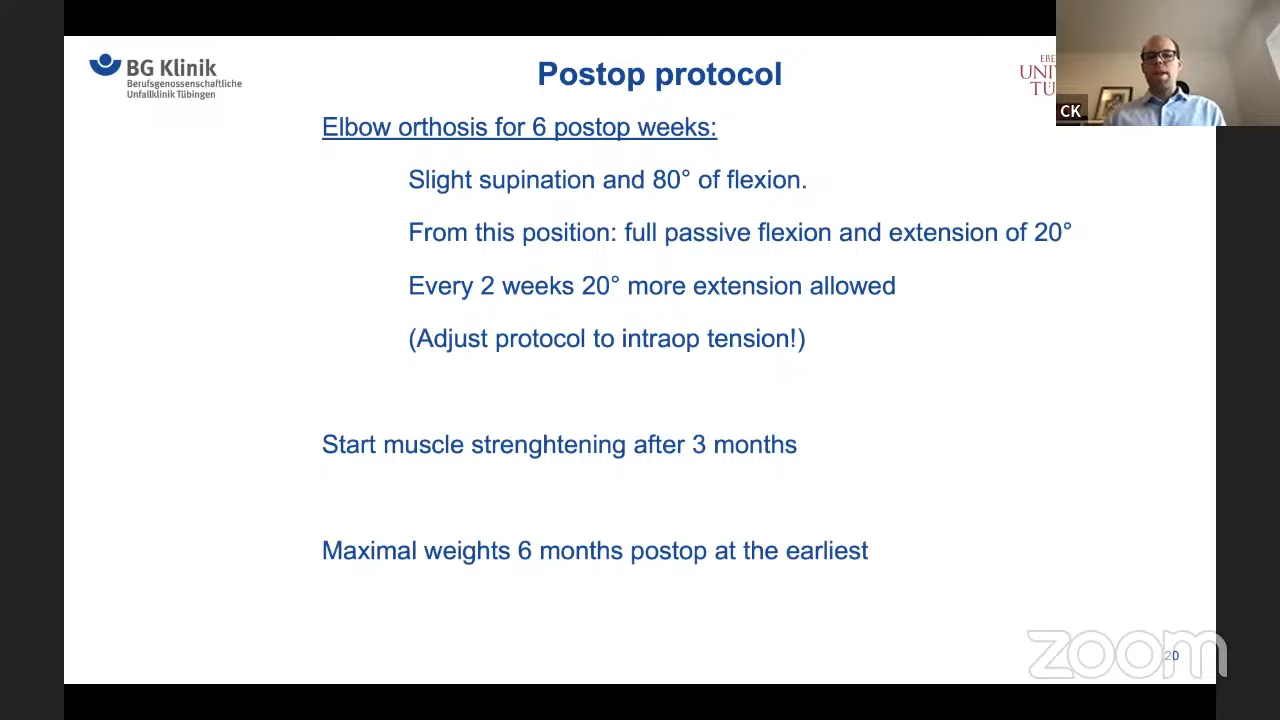 BG Klinik
Berufsgenossenschaftliche
Unfallklinik Tübingen
Postop protocol
EBE
UNI
TÜ
CK
Elbow orthosis for 6 postop weeks:
Slight supination and 80° of flexion.
From this position: full passive flexion and extension of 20°
Every 2 weeks 20° more extension allowed
(Adjust protocol to intraop tension!)
Start muscle strenghtening after 3 months
Maximal weights 6 months postop at the earliest
zoom
20